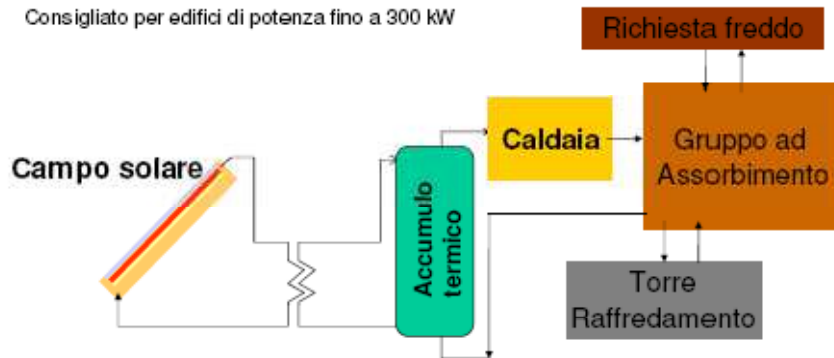 Consigliato per edifici di potenza fino a 300 kW
Richiesta freddo
Campo solare
Accumulo
termico
Caldaia
Gruppo ad
Assorbimento
Torre
Raffredamento